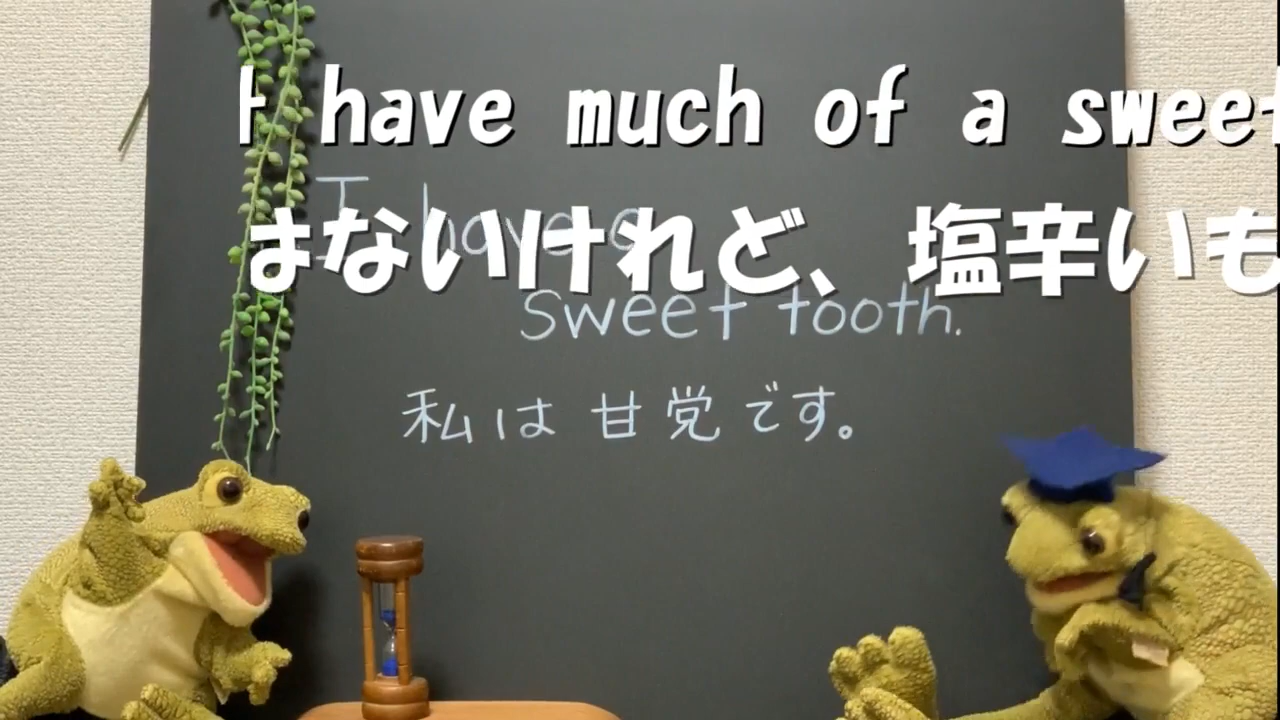 have much of a sweet
はないけれど、塩辛いも
I have a
sweet tooth.
私は甘党です。